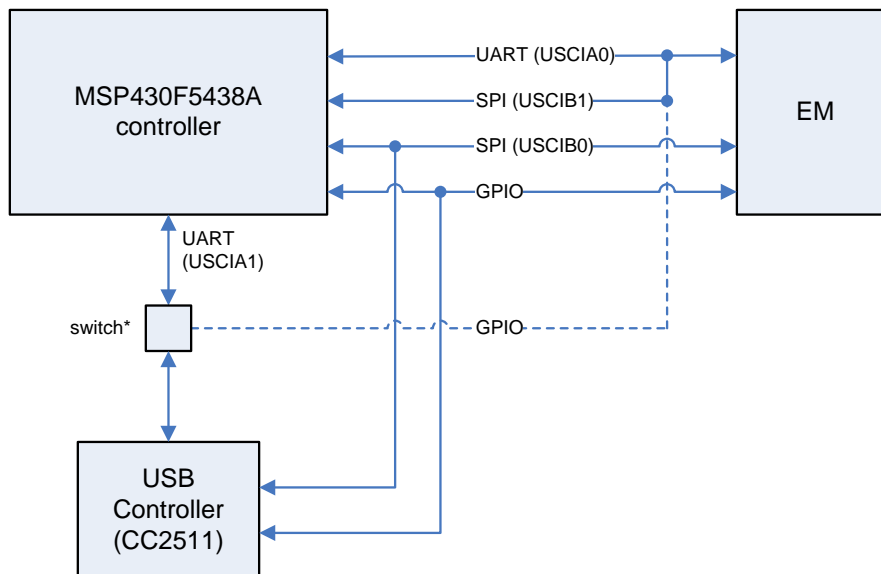 MSP430F5438A
controller
UART (USCIA0)
SPI (USCIB1)
SPI (USCIB0)
GPIO
EM
UART
(USCIA1)
switch*
GPIO
USB
Controller
(CC2511)